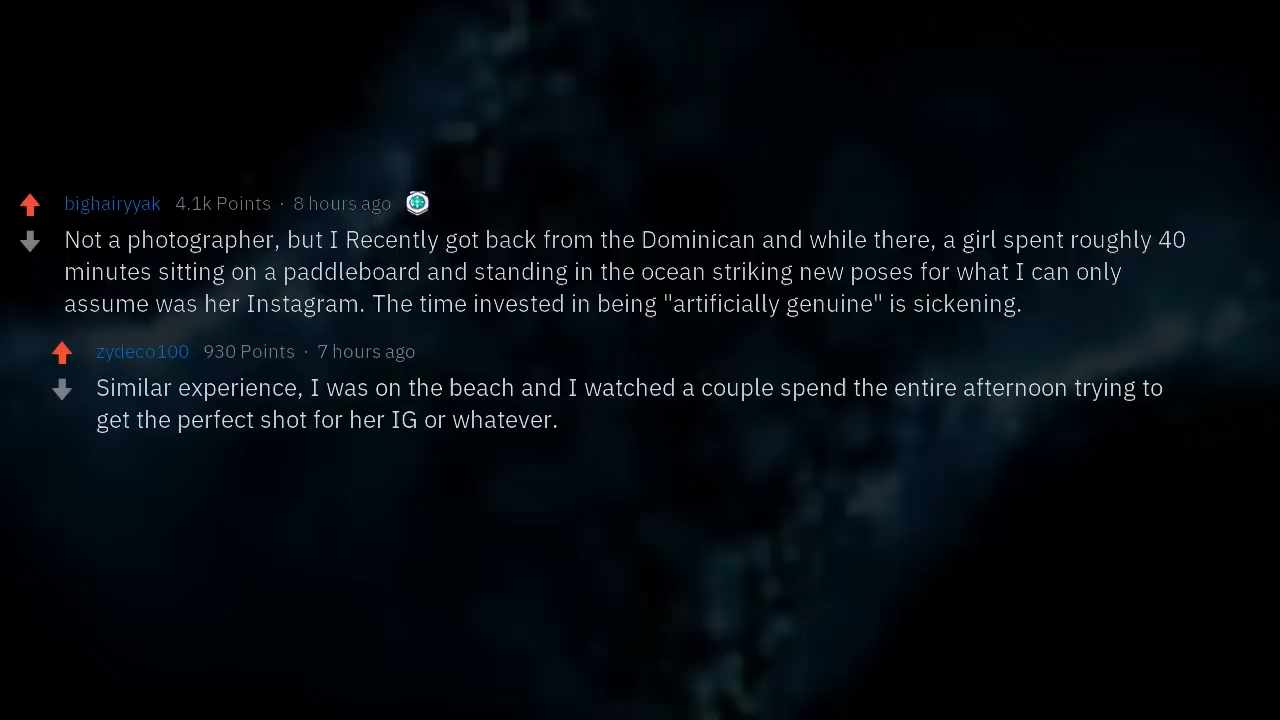 bighairyyak 4.1k Points · 8 hours ago
Not a photographer, but I Recently got back from the Dominican and while there, a girl spent roughly 40
minutes sitting on a paddleboard and standing in the ocean striking new poses for what I can only
assume was her Instagram. The time invested in being "artificially genuine" is sickening.
zydeco100 930 Points · 7 hours ago
Similar experience, I was on the beach and I watched a couple spend the entire afternoon trying to
get the perfect shot for her IG or whatever.